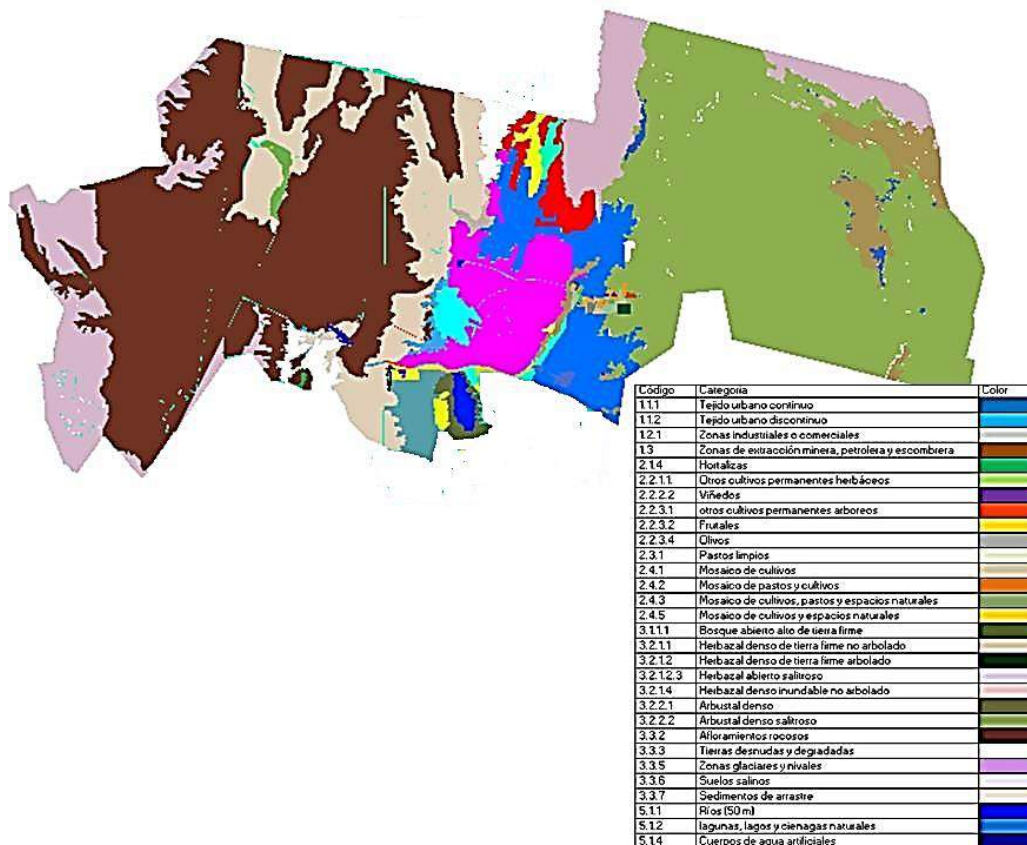 Código Categoria Color
1.1.1 Tejido urbano continuo
1.1.2 Tejido urbano discontinuo
1.2.1 Zonas industriales o comerciales
1.3 Zonas de extracción minera, petrolera y escombrera
2.1.4 Hortalizas
2.2.1.1. Otros cultivos permanentes herbáceos
2.2.2.2 Viñedos
2.2.3.1 otros cultivos permanentes arboreos
2.2.3.2 Frutales
2.2.3.4 Olivos
2.3.1 Pastos limpios
2.4.1 Mosaico de cultivos
2.4.2 Mosaico de pastos y cultivos
2.4.3 Mosaico de cultivos, pastos y espacios naturales
2.4.5 Mosaico de cultivos y espacios naturales
3.1.1.1 Bosque abierto alto de tierra firme
3.2.1.1 Herbazal denso de tierra firme no arbolado
3.2.1.2 Herbazal denso de tierra firme arbolado
3.2.1.2.3 Herbazal abierto salitroso
3.2.1.4 Herbazal denso inundable no arbolado
3.2.2.1 Arbustal denso
3.2.2.2 Arbustal denso salitroso
3.3.2 Afloramientos rocosos
3.3.3 Tierras desnudas y degradadas
3.3.5 Zonas glaciares y nivales
3.3.6 Suelos salinos
3.3.7 Sedimentos de arrastre
5.1.1 Ríos (50 m)
5.1.2 lagunas, lagos y cienagas naturales
5.1.4 Cuerpos de agua artificiales